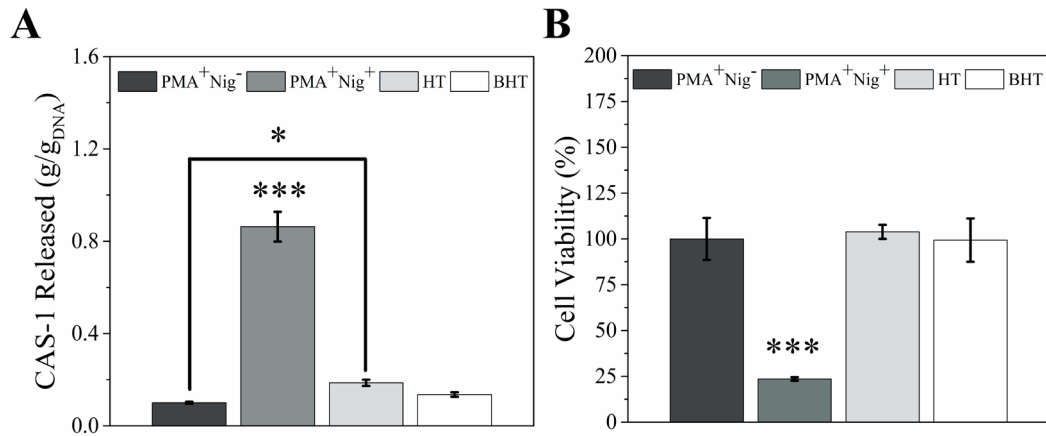 A
CAS-1 Released (g/g_DNA)
1.6
1.2
0.8
0.4
0.0
PMA⁺Nig⁻ PMA⁺Nig⁺ HT BHT
*
***
B
Cell Viability (%)
200
175
150
125
100
75
50
25
0
PMA⁺Nig⁻ PMA⁺Nig⁺ HT BHT
***